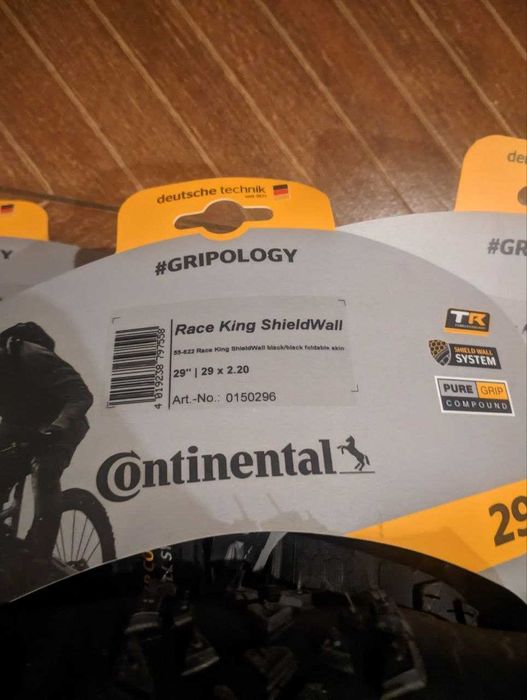 deutsche technik
de
Y
#GRIPOLOGY
#GR
Race King ShieldWall
55-622 Race King ShieldWall black/black foldable skin
29" | 29 x 2.20
Art.-No.: 0150296
4 019238 797558
TR
SHIELD WALL
SYSTEM
PURE GRIP
COMPOUND
Continental
29